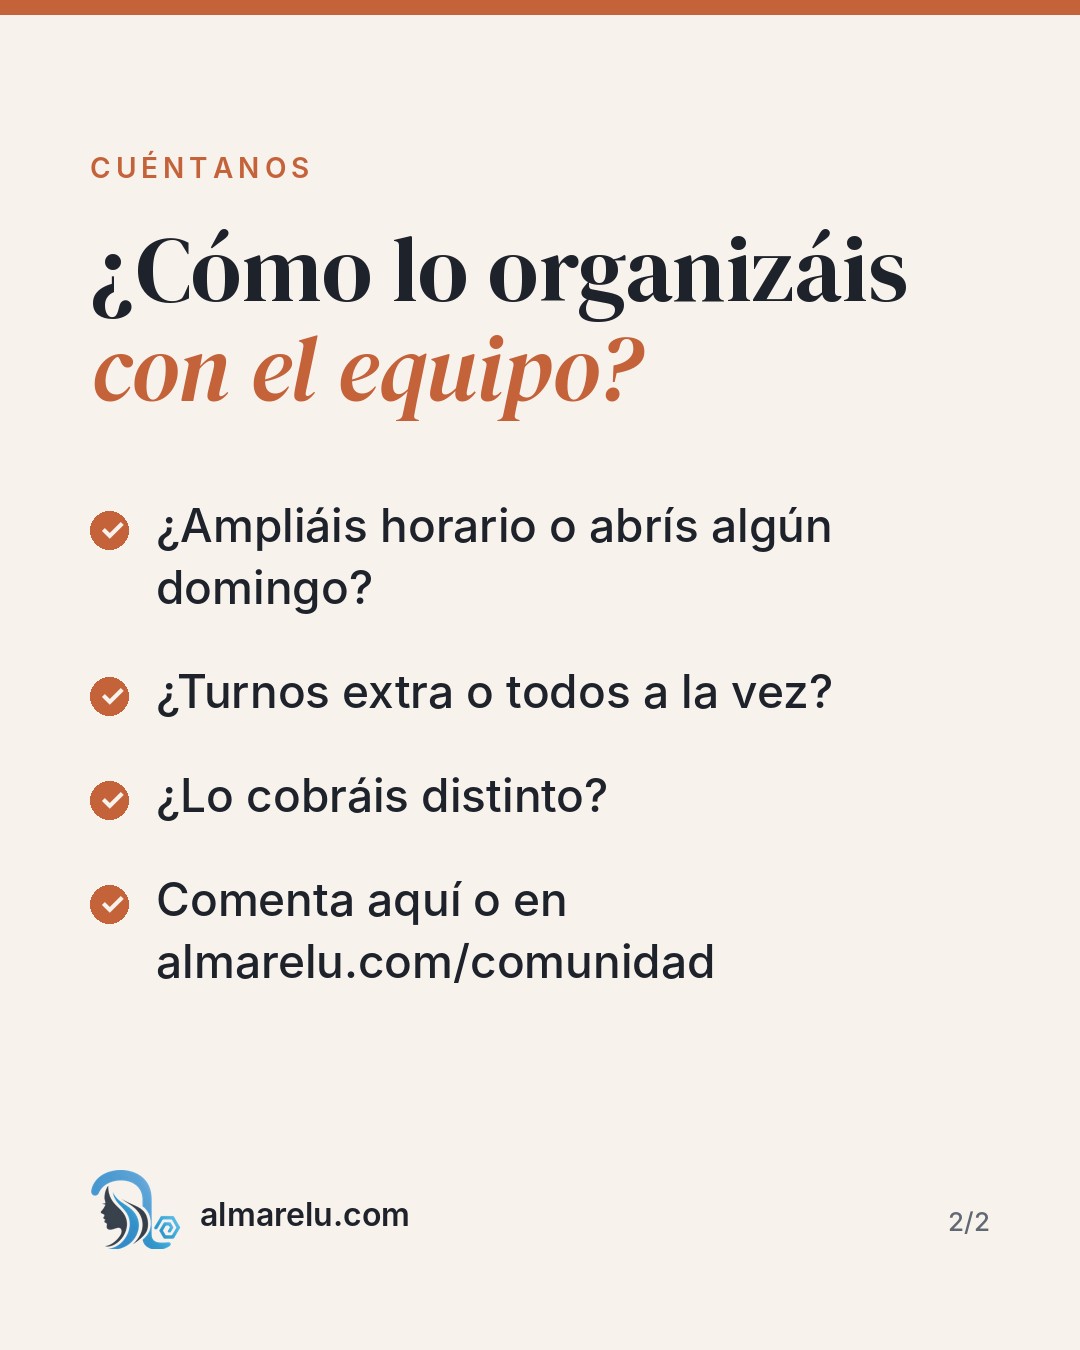 CUÉNTANOS
¿Cómo lo organizáis
con el equipo?
¿Ampliáis horario o abrís algún
domingo?
¿Turnos extra o todos a la vez?
¿Lo cobráis distinto?
Comenta aquí o en
almarelu.com/comunidad
almarelu.com
2/2